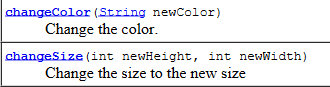 changeColor(String newColor)
Change the color.
changeSize(int newHeight, int newWidth)
Change the size to the new size